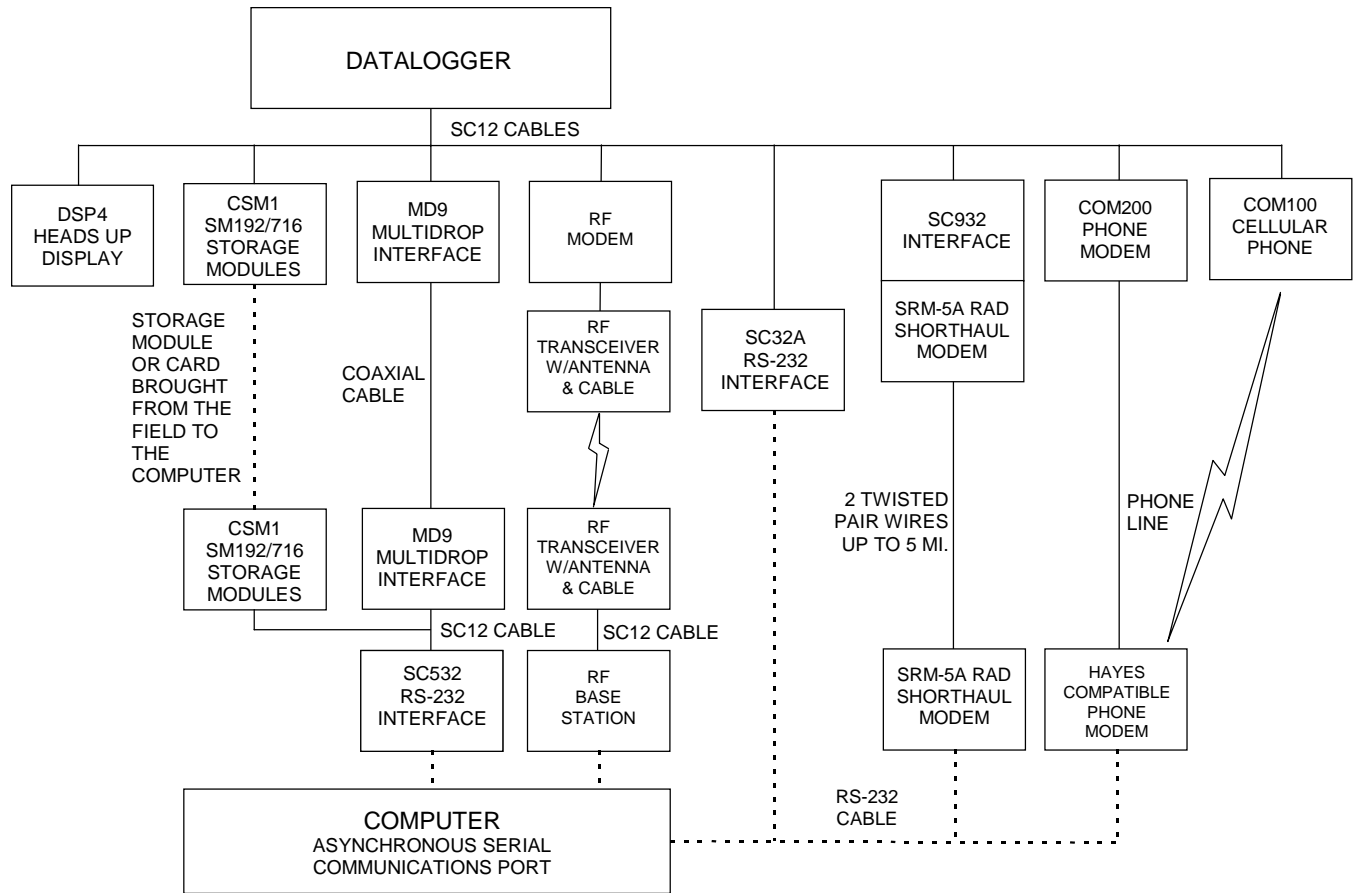 DATALOGGER
SC12 CABLES
DSP4
HEADS UP
DISPLAY
CSM1
SM192/716
STORAGE
MODULES
MD9
MULTIDROP
INTERFACE
RF
MODEM
SC932
INTERFACE
COM200
PHONE
MODEM
COM100
CELLULAR
PHONE
STORAGE
MODULE
OR CARD
BROUGHT
FROM THE
FIELD TO
THE
COMPUTER
COAXIAL
CABLE
RF
TRANSCEIVER
W/ANTENNA
& CABLE
SC32A
RS-232
INTERFACE
SRM-5A RAD
SHORTHAUL
MODEM
2 TWISTED
PAIR WIRES
UP TO 5 MI.
PHONE
LINE
CSM1
SM192/716
STORAGE
MODULES
MD9
MULTIDROP
INTERFACE
RF
TRANSCEIVER
W/ANTENNA
& CABLE
SC12 CABLE
SC12 CABLE
SC532
RS-232
INTERFACE
RF
BASE
STATION
SRM-5A RAD
SHORTHAUL
MODEM
HAYES
COMPATIBLE
PHONE
MODEM
RS-232
CABLE
COMPUTER
ASYNCHRONOUS SERIAL
COMMUNICATIONS PORT